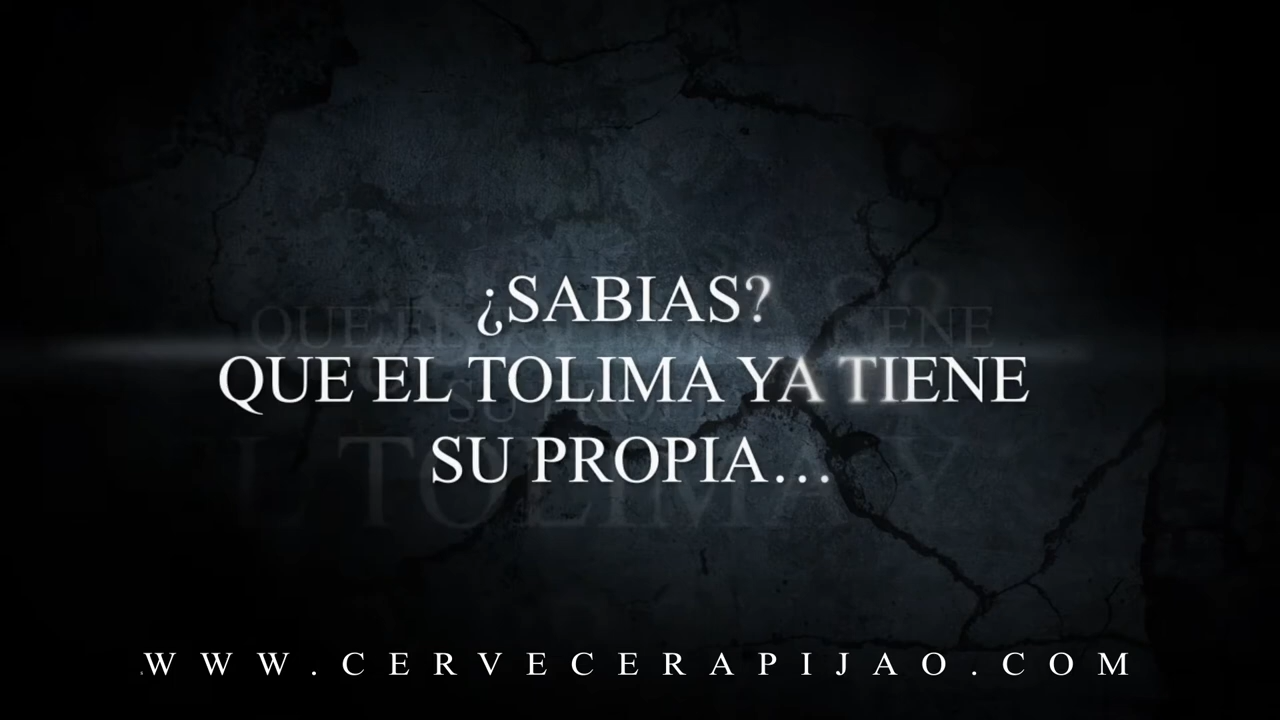 ¿SABIAS?
QUE EL TOLIMA YA TIENE
SU PROPIA...
WWW.CERVECERAPIJAO.COM